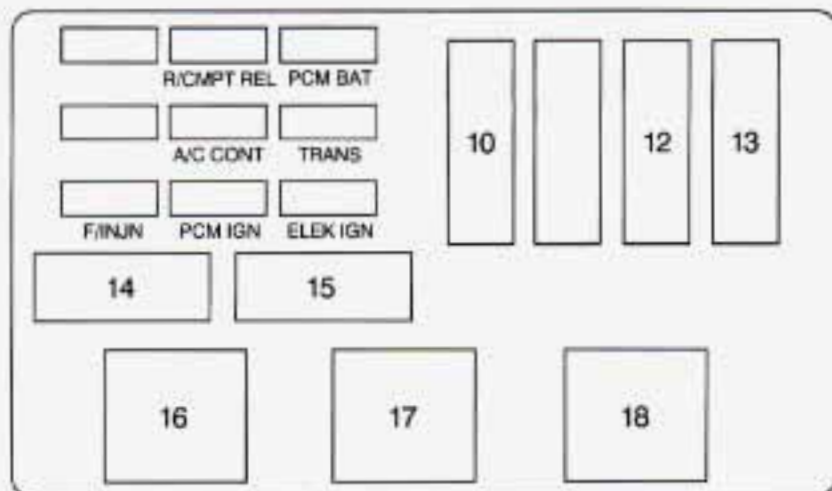 R/CMPT REL PCM BAT
A/C CONT TRANS
F/INJN PCM IGN ELEK IGN
10 12 13
14 15
16 17 18